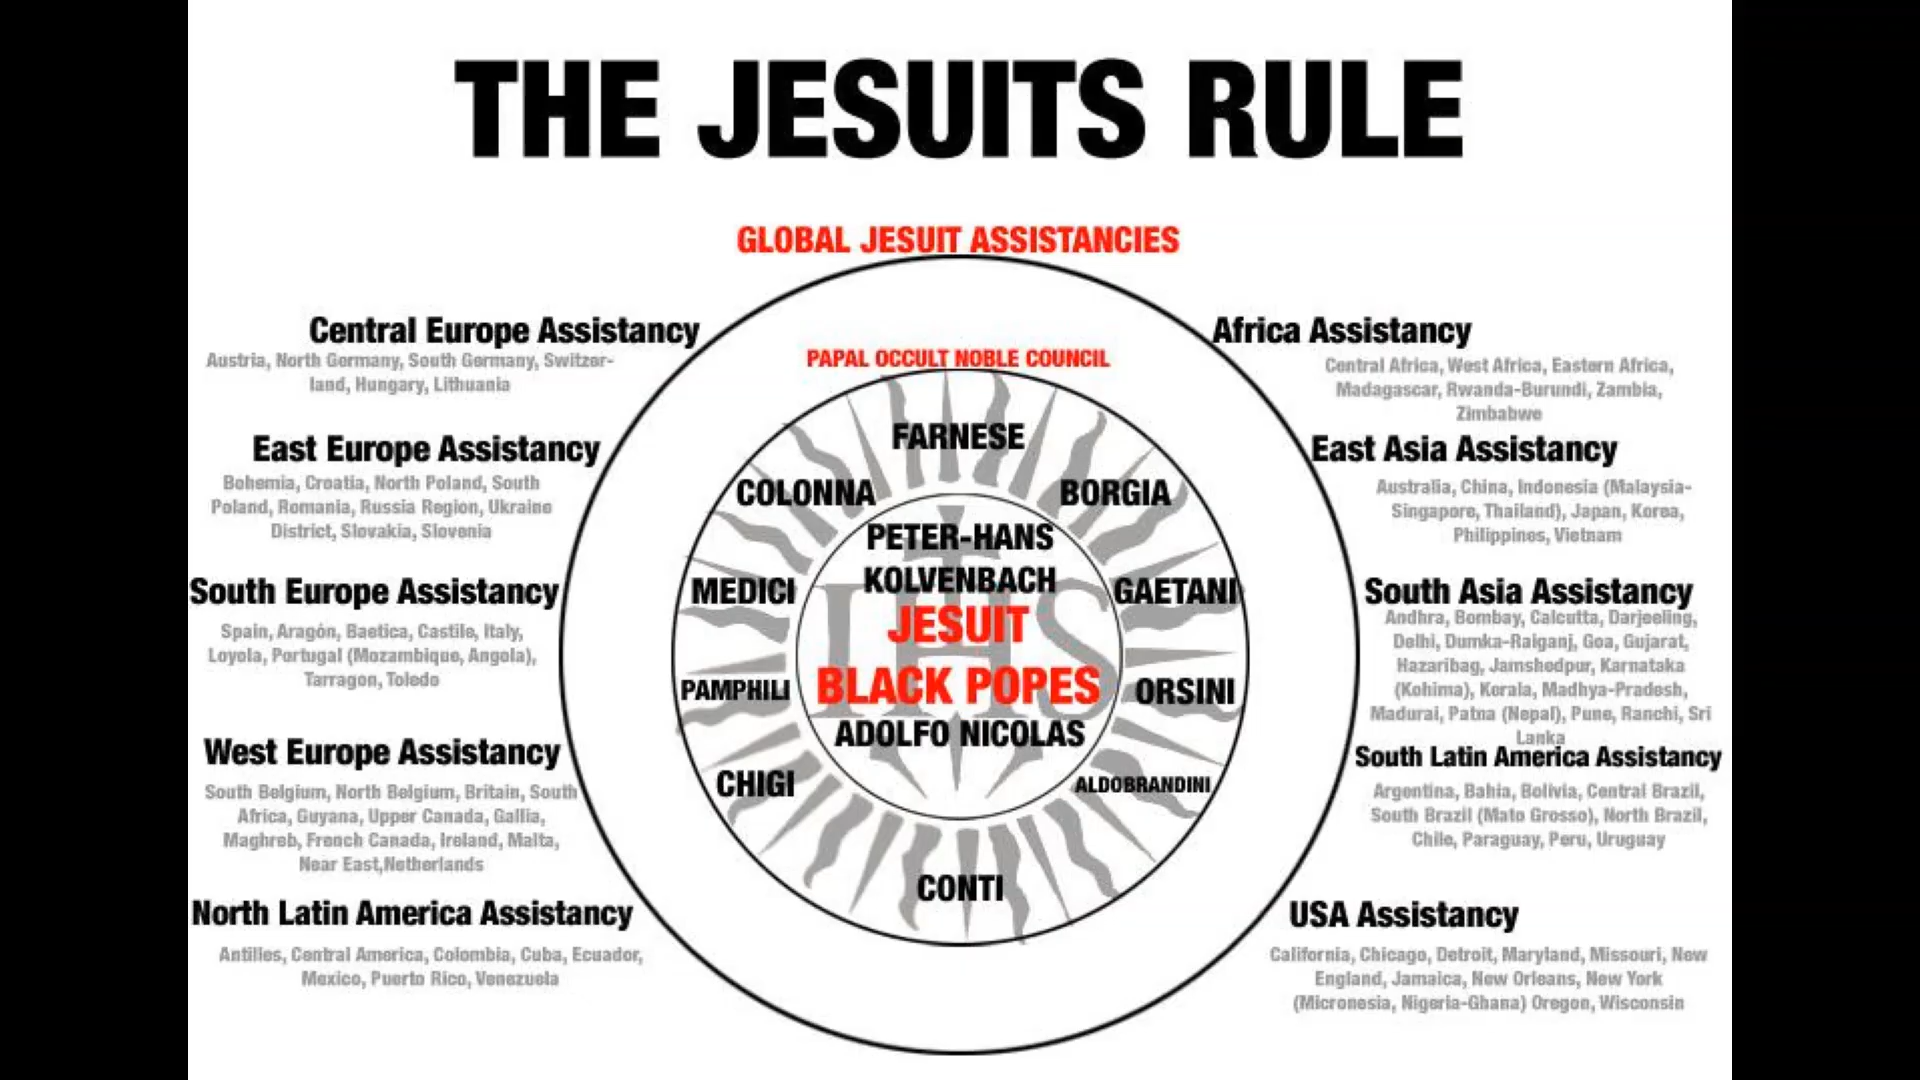 THE JESUITS RULE
GLOBAL JESUIT ASSISTANCIES
Central Europe Assistancy
Austria, North Germany, South Germany, Switzer-
land, Hungary, Lithuania
East Europe Assistancy
Bohemia, Croatia, North Poland, South
Poland, Romania, Russia Region, Ukraine
District, Slovakia, Slovenia
South Europe Assistancy
Spain, Aragón, Baetica, Castile, Italy,
Loyola, Portugal (Mozambique, Angola),
Tarragon, Toledo
West Europe Assistancy
South Belgium, North Belgium, Britain, South
Africa, Guyana, Upper Canada, Gallia,
Maghreb, French Canada, Ireland, Malta,
Near East,Netherlands
North Latin America Assistancy
Antilles, Central America, Colombia, Cuba, Ecuador,
Mexico, Puerto Rico, Venezuela
PAPAL OCCULT NOBLE COUNCIL
FARNESE
COLONNA
BORGIA
MEDICI
GAETANI
PAMPHILI
ORSINI
CHIGI
ALDOBRANDINI
CONTI
PETER-HANS
KOLVENBACH
JESUIT
BLACK POPES
ADOLFO NICOLAS
IHS
Africa Assistancy
Central Africa, West Africa, Eastern Africa,
Madagascar, Rwanda-Burundi, Zambia,
Zimbabwe
East Asia Assistancy
Australia, China, Indonesia (Malaysia-
Singapore, Thailand), Japan, Korea,
Philippines, Vietnam
South Asia Assistancy
Andhra, Bombay, Calcutta, Darjeeling,
Delhi, Dumka-Raiganj, Goa, Gujarat,
Hazaribag, Jamshedpur, Karnataka
(Kohima), Kerala, Madhya-Pradesh,
Madurai, Patna (Nepal), Pune, Ranchi, Sri
Lanka
South Latin America Assistancy
Argentina, Bahia, Bolivia, Central Brazil,
South Brazil (Mato Grosso), North Brazil,
Chile, Paraguay, Peru, Uruguay
USA Assistancy
California, Chicago, Detroit, Maryland, Missouri, New
England, Jamaica, New Orleans, New York
(Micronesia, Nigeria-Ghana) Oregon, Wisconsin